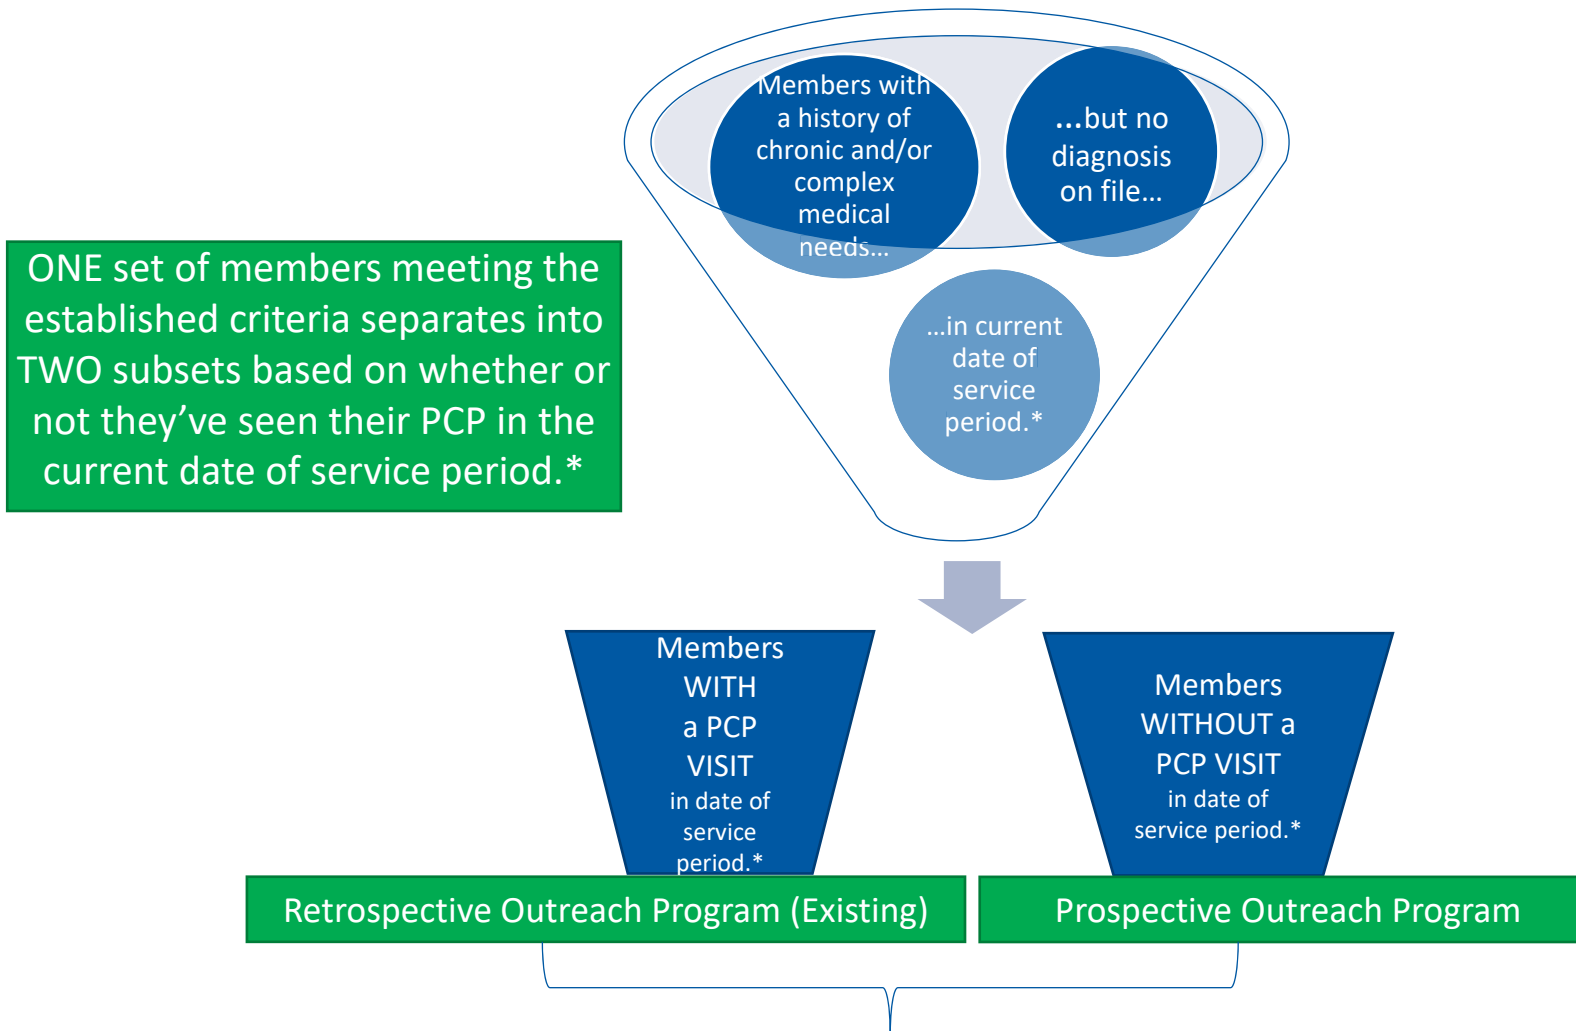 Members with
a history of
chronic and/or
complex
medical
needs...
...but no
diagnosis
on file...
...in current
date of
service
period.*
ONE set of members meeting the
established criteria separates into
TWO subsets based on whether or
not they’ve seen their PCP in the
current date of service period.*
Members
WITH
a PCP
VISIT
in date of
service
period.*
Members
WITHOUT a
PCP VISIT
in date of
service period.*
Retrospective Outreach Program (Existing)
Prospective Outreach Program